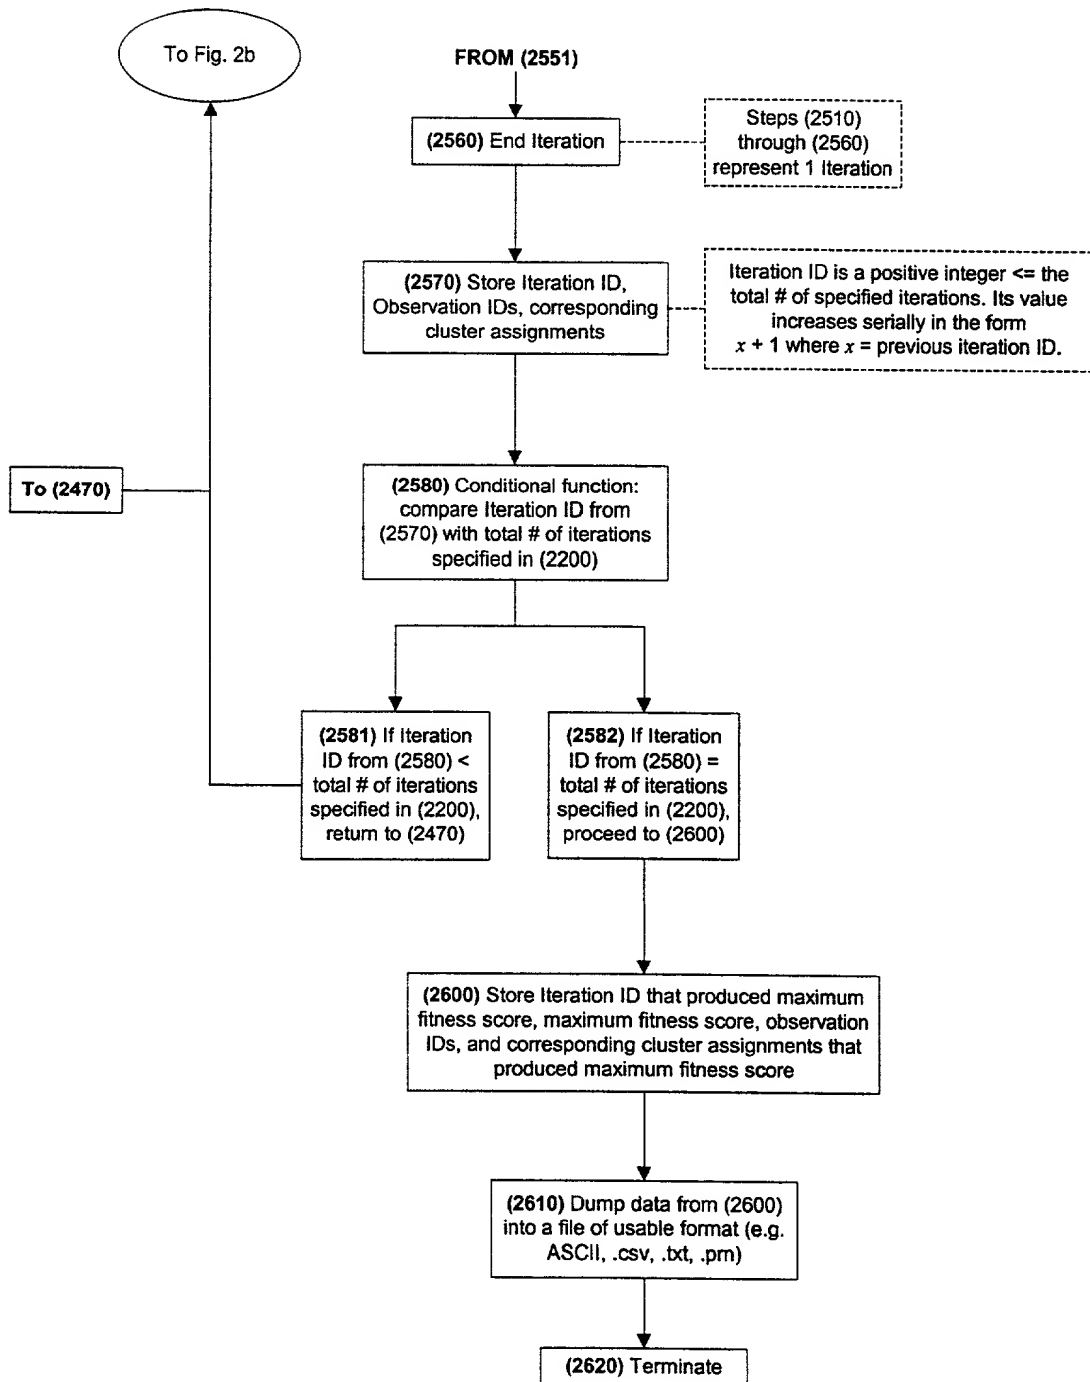 To Fig. 2b
FROM (2551)
(2560) End Iteration
Steps (2510)
through (2560)
represent 1 Iteration
(2570) Store Iteration ID,
Observation IDs, corresponding
cluster assignments
Iteration ID is a positive integer <= the
total # of specified iterations. Its value
increases serially in the form
x + 1 where x = previous iteration ID.
To (2470)
(2580) Conditional function:
compare Iteration ID from
(2570) with total # of iterations
specified in (2200)
(2581) If Iteration
ID from (2580) <
total # of iterations
specified in (2200),
return to (2470)
(2582) If Iteration
ID from (2580) =
total # of iterations
specified in (2200),
proceed to (2600)
(2600) Store Iteration ID that produced maximum
fitness score, maximum fitness score, observation
IDs, and corresponding cluster assignments that
produced maximum fitness score
(2610) Dump data from (2600)
into a file of usable format (e.g.
ASCII, .csv, .txt, .prn)
(2620) Terminate